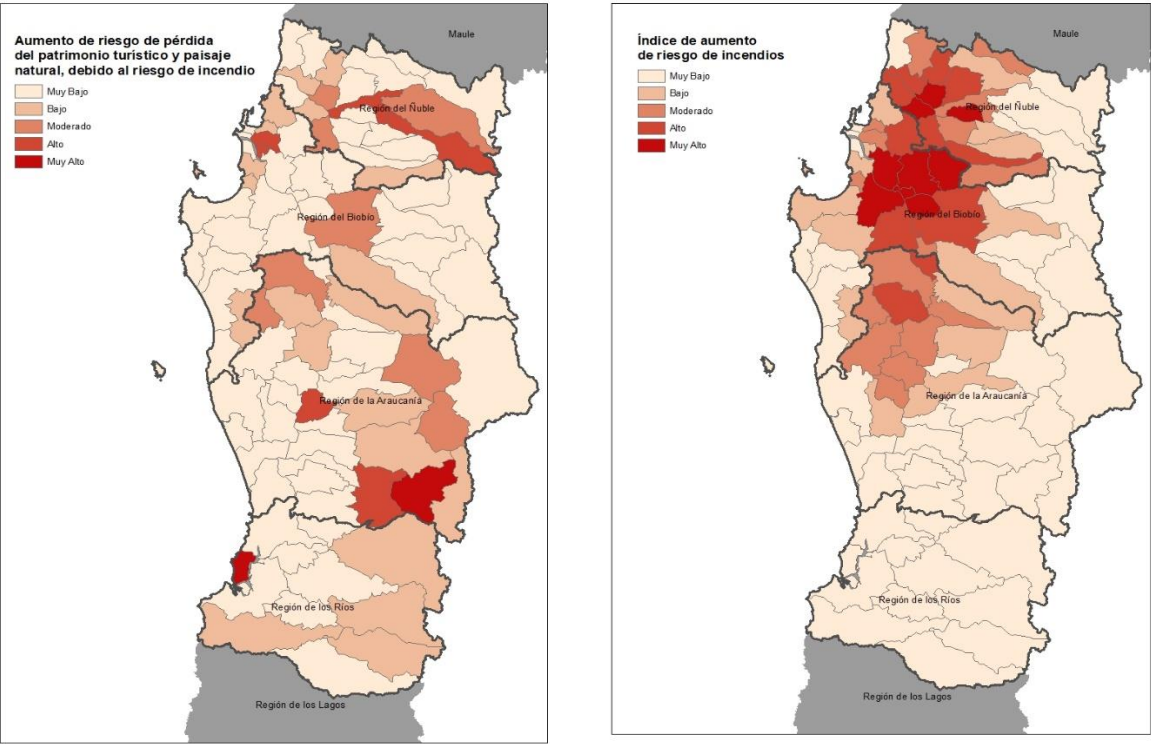 Aumento de riesgo de pérdida
del patrimonio turístico y paisaje
natural, debido al riesgo de incendio
Muy Bajo
Bajo
Moderado
Alto
Muy Alto
Maule
Región del Ñuble
Región del Biobío
Región de la Araucanía
Región de los Ríos
Región de los Lagos
Índice de aumento
de riesgo de incendios
Muy Bajo
Bajo
Moderado
Alto
Muy Alto
Maule
Región del Ñuble
Región del Biobío
Región de la Araucanía
Región de los Ríos
Región de los Lagos